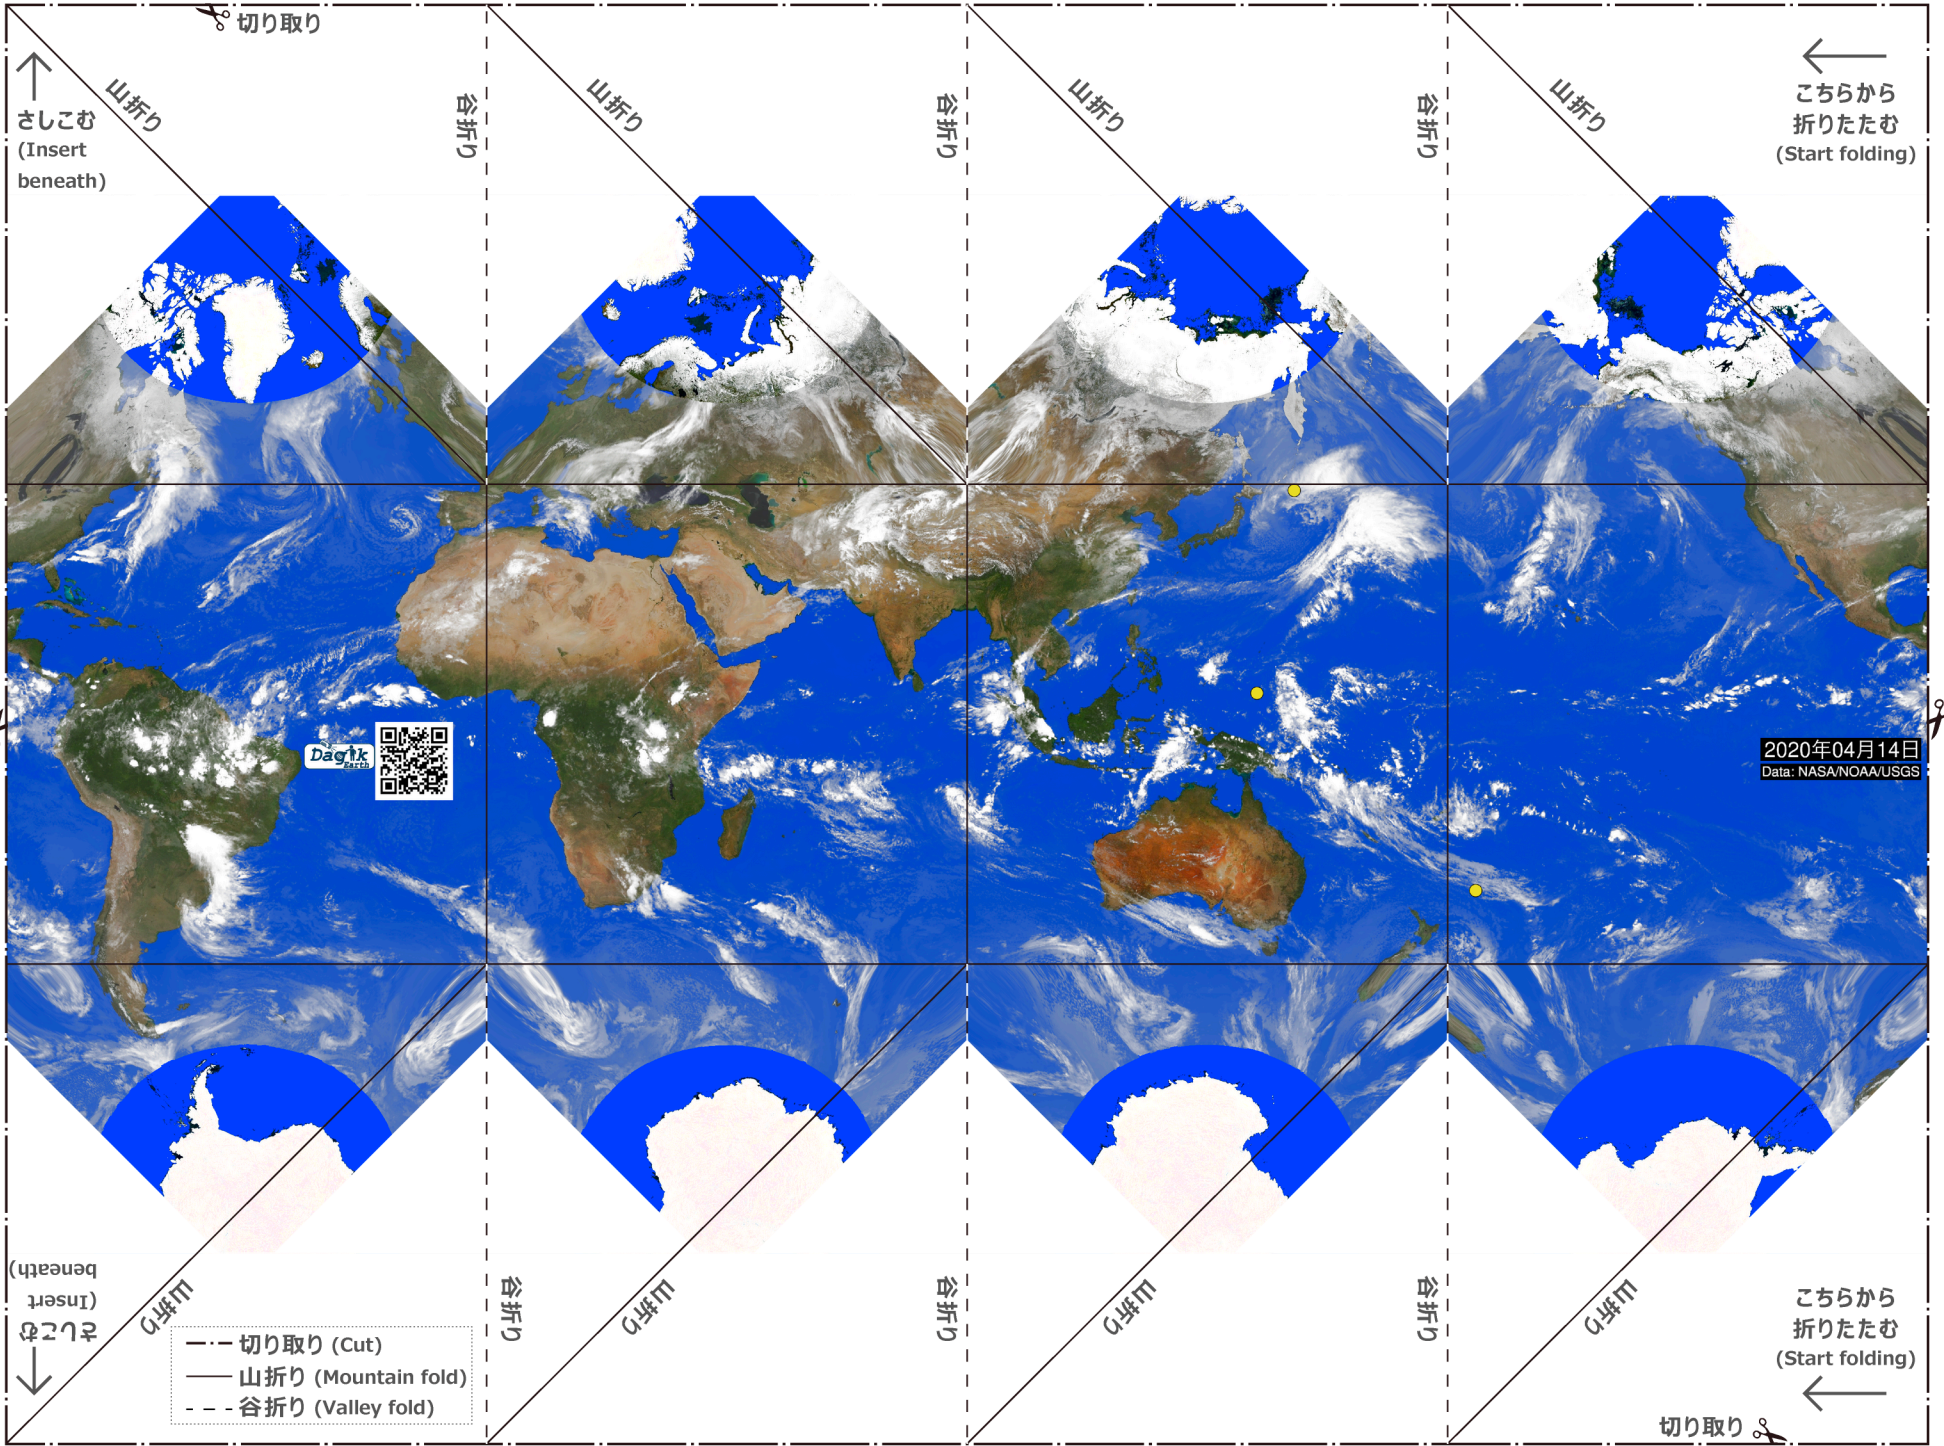 切り取り
山折り
谷折り
山折り
谷折り
山折り
谷折り
山折り
さしこむ
(Insert
beneath)
こちらから
折りたたむ
(Start folding)
Dagik
Earth
2020年04月14日
Data: NASA/NOAA/USGS
さしこむ
(Insert
beneath)
山折り
谷折り
山折り
谷折り
山折り
谷折り
山折り
こちらから
折りたたむ
(Start folding)
切り取り (Cut)
山折り (Mountain fold)
谷折り (Valley fold)
切り取り